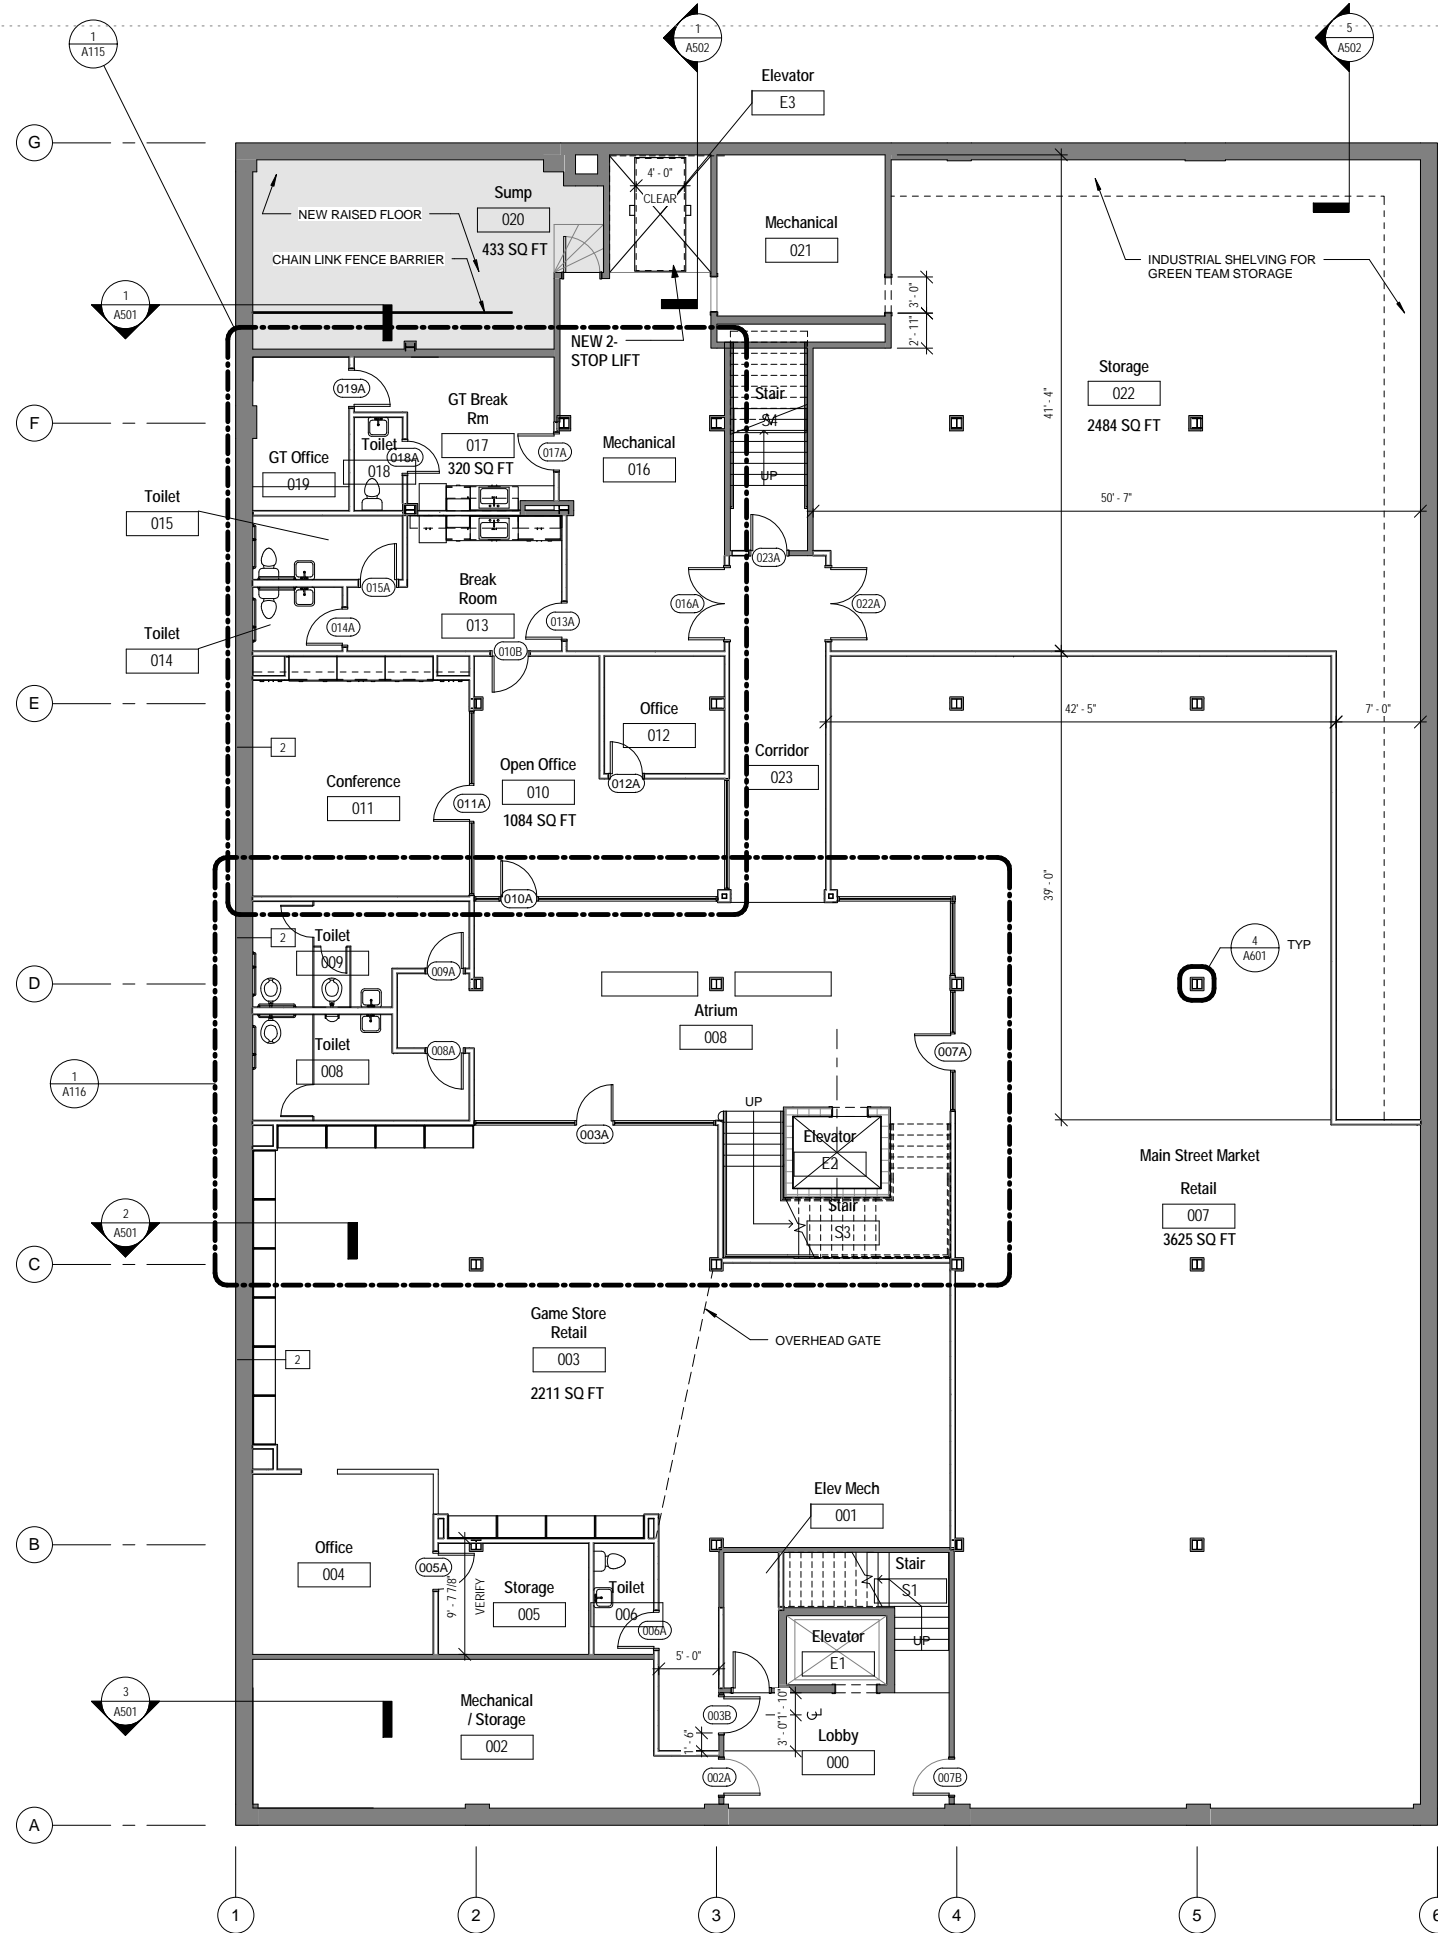 1
A115
1
A502
5
A502
Elevator
E3
G
4' - 0"
CLEAR
Sump
020
433 SQ FT
NEW RAISED FLOOR
CHAIN LINK FENCE BARRIER
Mechanical
021
INDUSTRIAL SHELVING FOR
GREEN TEAM STORAGE
1
A501
3' - 0"
2' - 11"
NEW 2-
STOP LIFT
Storage
022
2484 SQ FT
41' - 4"
019A
GT Break
Rm
017
320 SQ FT
Stair
S4
UP
F
Toilet
018
018A
017A
Mechanical
016
GT Office
019
Toilet
015
50' - 7"
023A
015A
Break
Room
013
016A
022A
014A
013A
Toilet
014
010B
E
Office
012
42' - 5"
7' - 0"
2
Corridor
023
Open Office
010
1084 SQ FT
012A
Conference
011
011A
39' - 0"
010A
2
Toilet
009
009A
4
A601
TYP
D
Atrium
008
Toilet
008
008A
007A
1
A116
UP
003A
Elevator
E2
Main Street Market
Retail
007
3625 SQ FT
Stair
S3
2
A501
C
Game Store
Retail
003
2211 SQ FT
OVERHEAD GATE
2
Elev Mech
001
B
Office
004
005A
9' - 7 7/8"
VERIFY
Storage
005
Toilet
006
006A
Stair
S1
UP
Elevator
E1
5' - 0"
3
A501
Mechanical
/ Storage
002
003B
1' - 6"
1' - 10"
3' - 0"
CL
Lobby
000
002A
007B
A
1
2
3
4
5
6